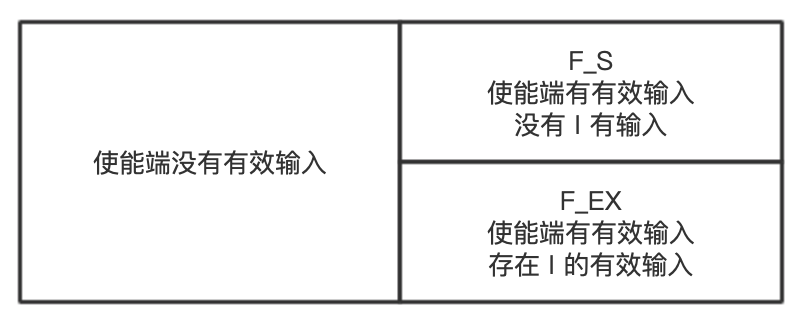 使能端没有有效输入
F_S
使能端有有效输入
没有 I 有输入
F_EX
使能端有有效输入
存在 I 的有效输入